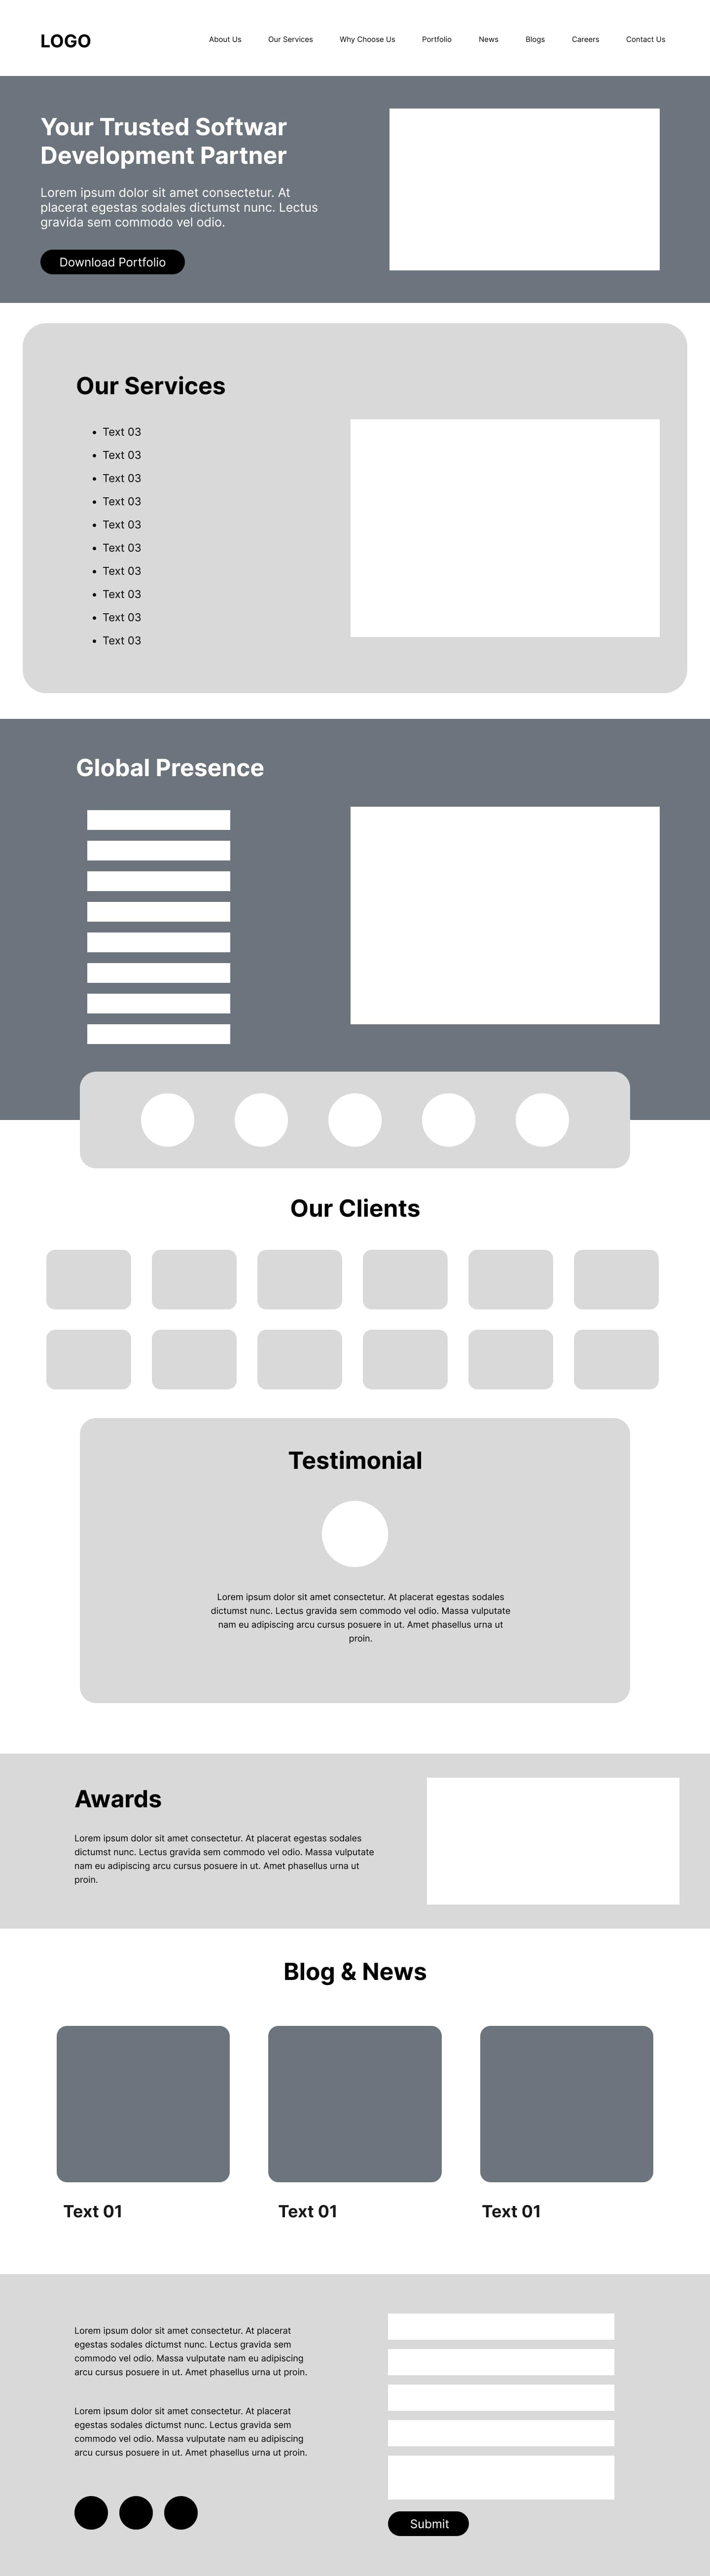 LOGO
About Us
Our Services
Why Choose Us
Portfolio
News
Blogs
Careers
Contact Us
Your Trusted Softwar
Development Partner
Lorem ipsum dolor sit amet consectetur. At
placerat egestas sodales dictumst nunc. Lectus
gravida sem commodo vel odio.
Download Portfolio
Our Services
• Text 03
• Text 03
• Text 03
• Text 03
• Text 03
• Text 03
• Text 03
• Text 03
• Text 03
• Text 03
Global Presence
Our Clients
Testimonial
Lorem ipsum dolor sit amet consectetur. At placerat egestas sodales
dictumst nunc. Lectus gravida sem commodo vel odio. Massa vulputate
nam eu adipiscing arcu cursus posuere in ut. Amet phasellus urna ut
proin.
Awards
Lorem ipsum dolor sit amet consectetur. At placerat egestas sodales
dictumst nunc. Lectus gravida sem commodo vel odio. Massa vulputate
nam eu adipiscing arcu cursus posuere in ut. Amet phasellus urna ut
proin.
Blog & News
Text 01
Text 01
Text 01
Lorem ipsum dolor sit amet consectetur. At placerat
egestas sodales dictumst nunc. Lectus gravida sem
commodo vel odio. Massa vulputate nam eu adipiscing
arcu cursus posuere in ut. Amet phasellus urna ut proin.
Lorem ipsum dolor sit amet consectetur. At placerat
egestas sodales dictumst nunc. Lectus gravida sem
commodo vel odio. Massa vulputate nam eu adipiscing
arcu cursus posuere in ut. Amet phasellus urna ut proin.
Submit